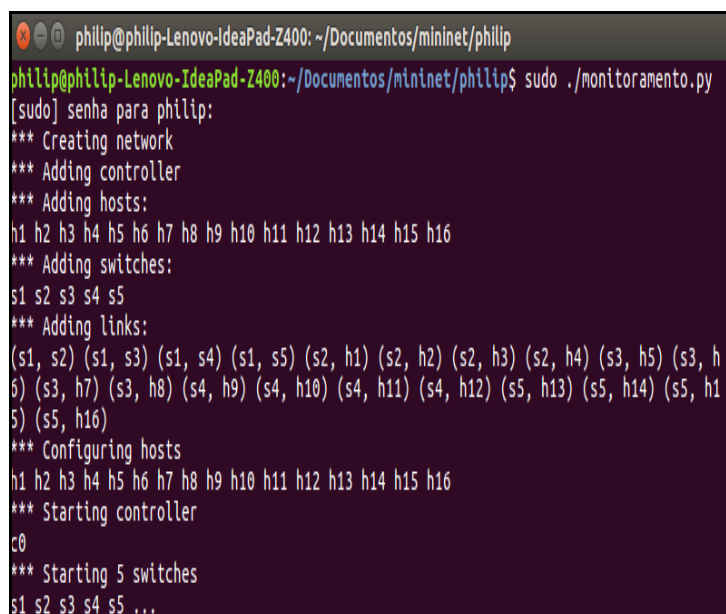 philip@philip-Lenovo-IdeaPad-Z400: ~/Documentos/mininet/philip
philip@philip-Lenovo-IdeaPad-Z400:~/Documentos/mininet/philip$ sudo ./monitoramento.py
[sudo] senha para philip:
*** Creating network
*** Adding controller
*** Adding hosts:
h1 h2 h3 h4 h5 h6 h7 h8 h9 h10 h11 h12 h13 h14 h15 h16
*** Adding switches:
s1 s2 s3 s4 s5
*** Adding links:
(s1, s2) (s1, s3) (s1, s4) (s1, s5) (s2, h1) (s2, h2) (s2, h3) (s2, h4) (s3, h5) (s3, h
6) (s3, h7) (s3, h8) (s4, h9) (s4, h10) (s4, h11) (s4, h12) (s5, h13) (s5, h14) (s5, h1
5) (s5, h16)
*** Configuring hosts
h1 h2 h3 h4 h5 h6 h7 h8 h9 h10 h11 h12 h13 h14 h15 h16
*** Starting controller
c0
*** Starting 5 switches
s1 s2 s3 s4 s5 ...